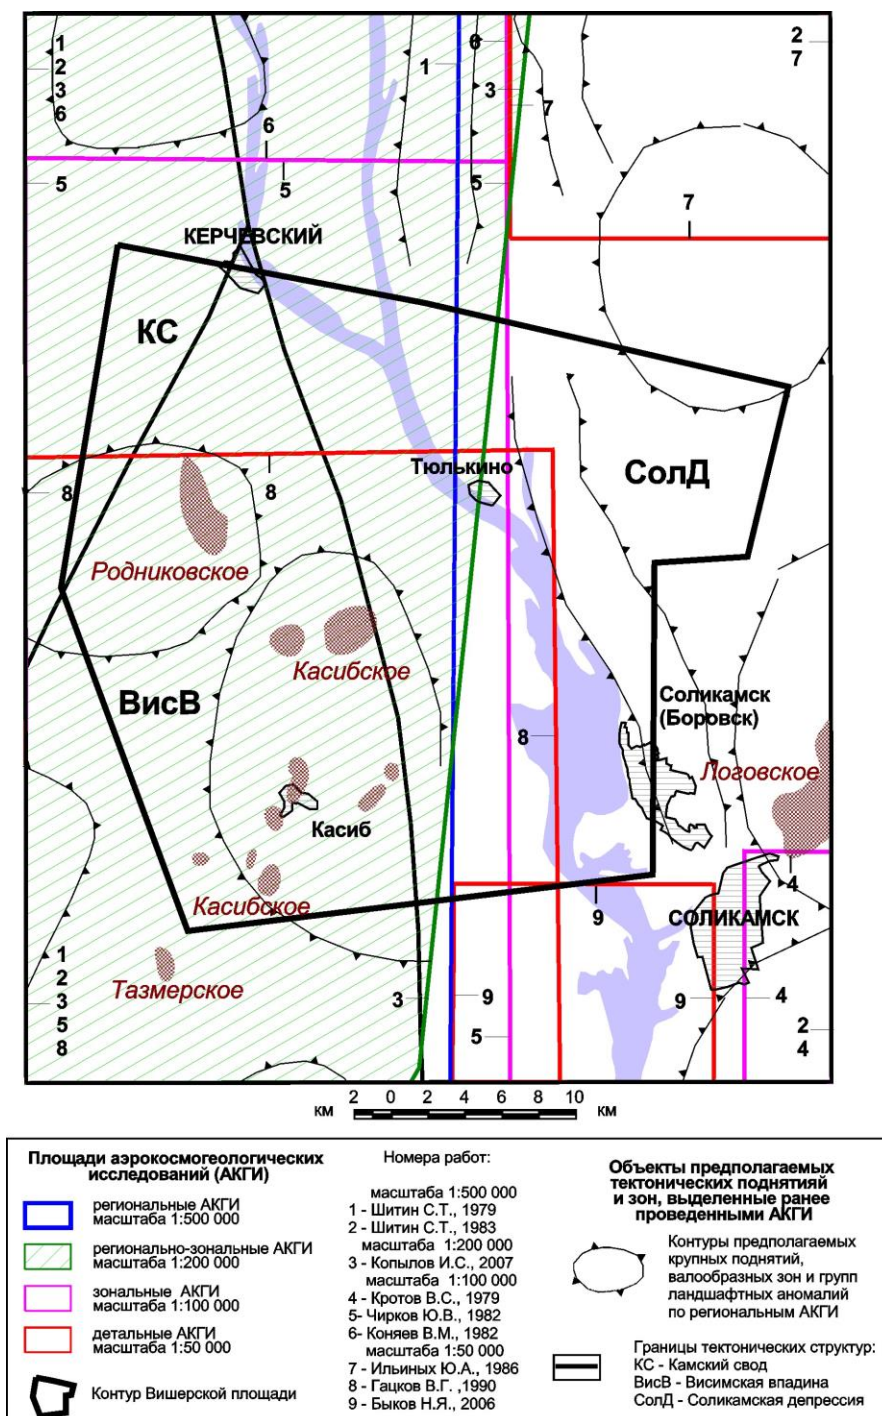 1
2
3
6
6
1
3
7
2
7
6
5
5
5
7
КЕРЧЕВСКИЙ
КС
СолД
Тюлькино
8
8
Родниковское
Касибское
ВисВ
Соликамск
(Боровск)
8
Логовское
Касиб
4
Касибское
9
СОЛИКАМСК
1
2
3
5
8
Тазмерское
3
9
5
9
4
2
4
км
2 0 2 4 6 8 10
км
Площади аэрокосмогеологических
исследований (АКГИ)
региональные АКГИ
масштаба 1:500 000
регионально-зональные АКГИ
масштаба 1:200 000
зональные АКГИ
масштаба 1:100 000
детальные АКГИ
масштаба 1:50 000
Контур Вишерской площади
Номера работ:
масштаба 1:500 000
1 - Шитин С.Т., 1979
2 - Шитин С.Т., 1983
масштаба 1:200 000
3 - Копылов И.С., 2007
масштаба 1:100 000
4 - Кротов В.С., 1979
5- Чирков Ю.В., 1982
6- Коняев В.М., 1982
масштаба 1:50 000
7 - Ильиных Ю.А., 1986
8 - Гацков В.Г. ,1990
9 - Быков Н.Я., 2006
Объекты предполагаемых
тектонических поднятияй
и зон, выделенные ранее
проведенными АКГИ
Контуры предполагаемых
крупных поднятий,
валообразных зон и групп
ландшафтных аномалий
по региональным АКГИ
Границы тектонических структур:
КС - Камский свод
ВисВ - Висимская впадина
СолД - Соликамская депрессия